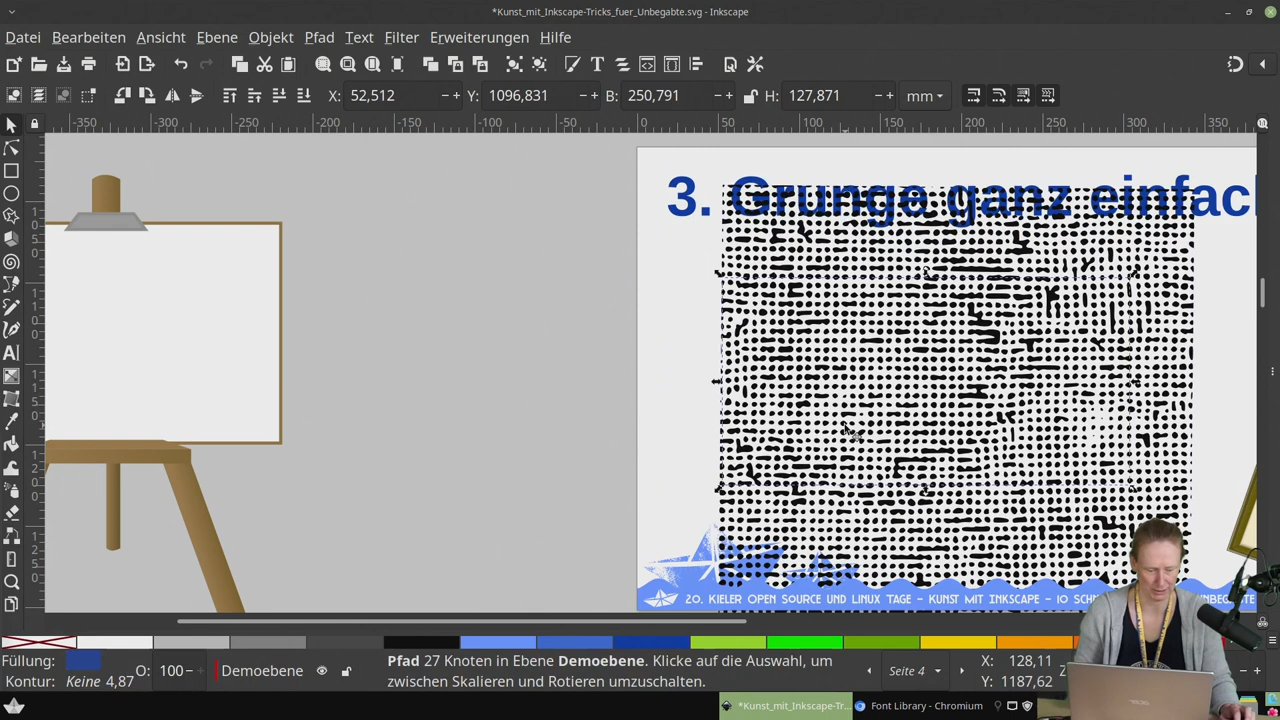 *Kunst_mit_Inkscape-Tricks_fuer_Unbegabte.svg - Inkscape
Datei Bearbeiten Ansicht Ebene Objekt Pfad Text Filter Erweiterungen Hilfe
X: 52,512 Y: 1096,831 B: 250,791 H: 127,871 mm
-350 -300 -250 -200 -150 -100 -50 0 50 100 150 200 250 300 350
3. Grunge ganz einfac
20. KIELER OPEN SOURCE UND LINUX TAGE - KUNST MIT INKSCAPE - 10 SCH
Füllung: O: 100 Demoebene Pfad 27 Knoten in Ebene Demoebene. Klicke auf die Auswahl, um Seite 4 X: 128,11
Kontur: Keine 4,87 zwischen Skalieren und Rotieren umzuschalten. Y: 1187,62
*Kunst_mit_Inkscape-Tr... Font Library - Chromium